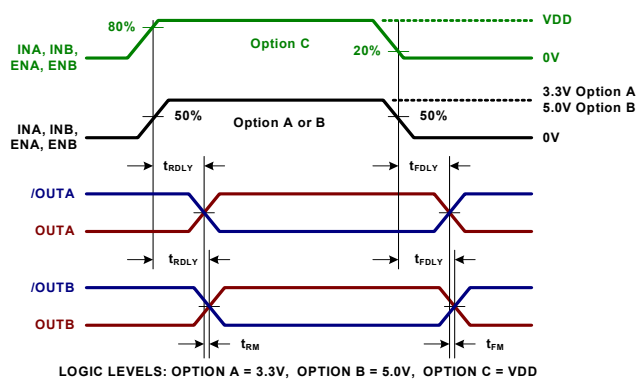 VDD
80%
Option C
20%
INA, INB,
ENA, ENB
0V
3.3V Option A
5.0V Option B
50%
Option A or B
50%
INA, INB,
ENA, ENB
0V
tRDLY
tFDLY
/OUTA
OUTA
tRDLY
tFDLY
/OUTB
OUTB
tRM
tFM
LOGIC LEVELS: OPTION A = 3.3V, OPTION B = 5.0V, OPTION C = VDD